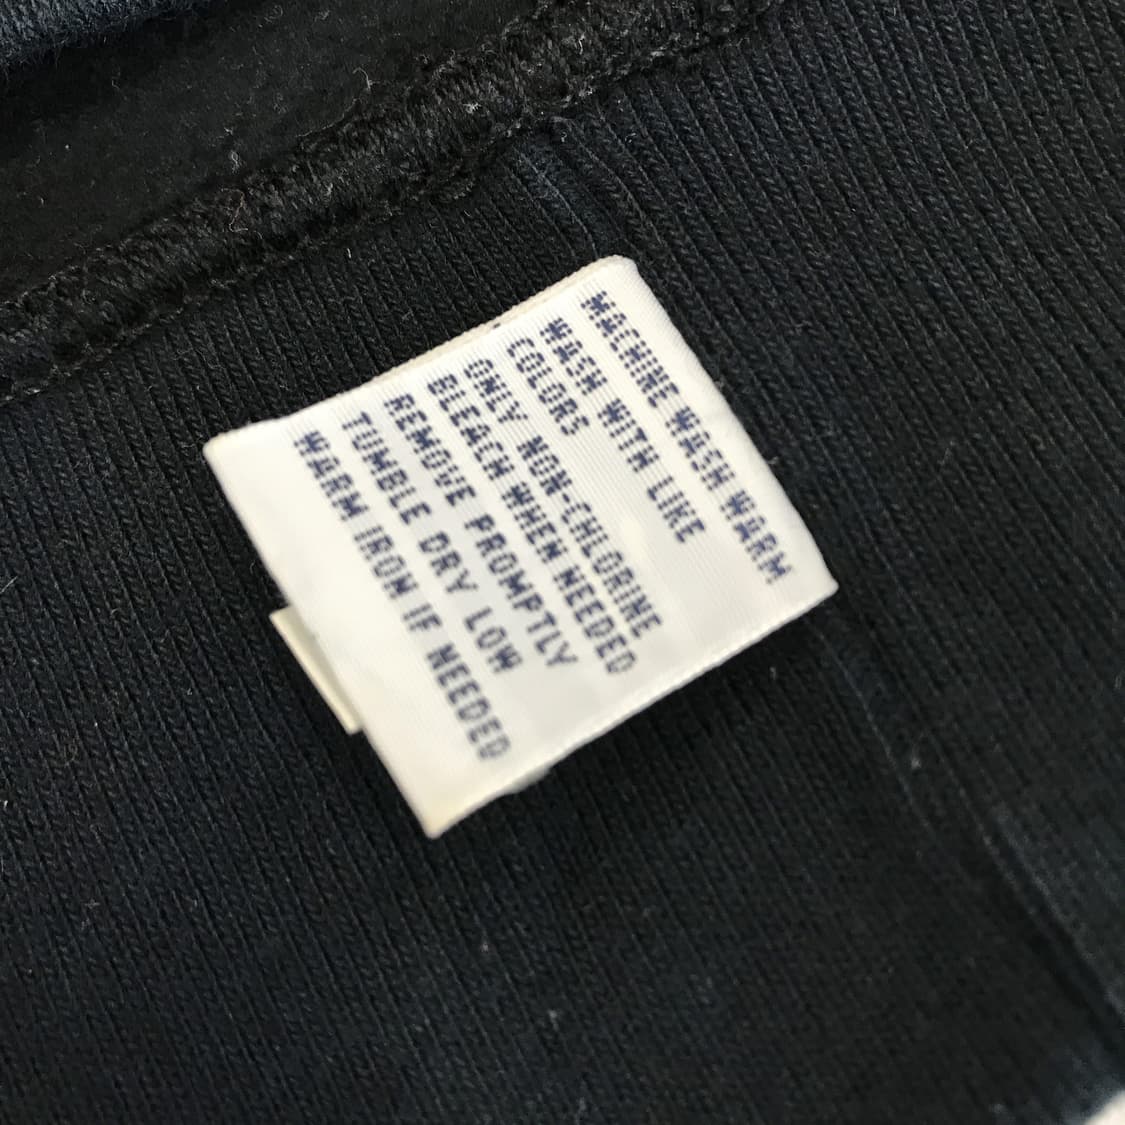 MACHINE WASH WARM
WASH WITH LIKE
COLORS
ONLY NON-CHLORINE
BLEACH WHEN NEEDED
REMOVE PROMPTLY
TUMBLE DRY LOW
WARM IRON IF NEEDED